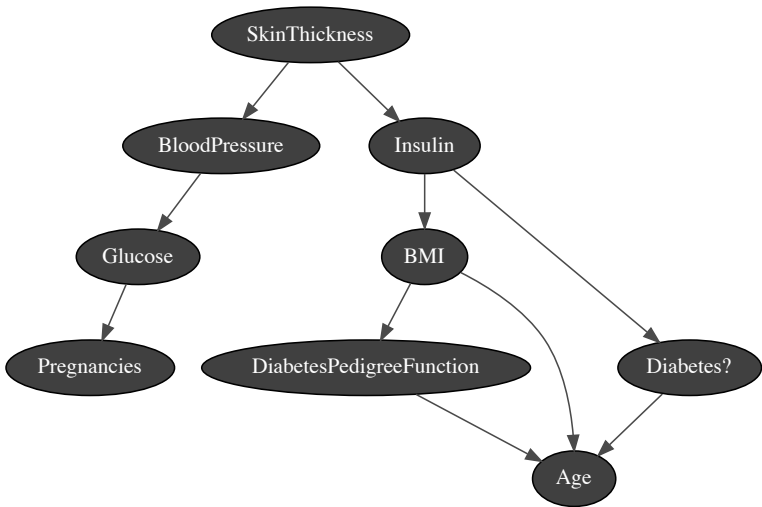 SkinThickness
BloodPressure
Insulin
Glucose
BMI
Pregnancies
DiabetesPedigreeFunction
Diabetes?
Age